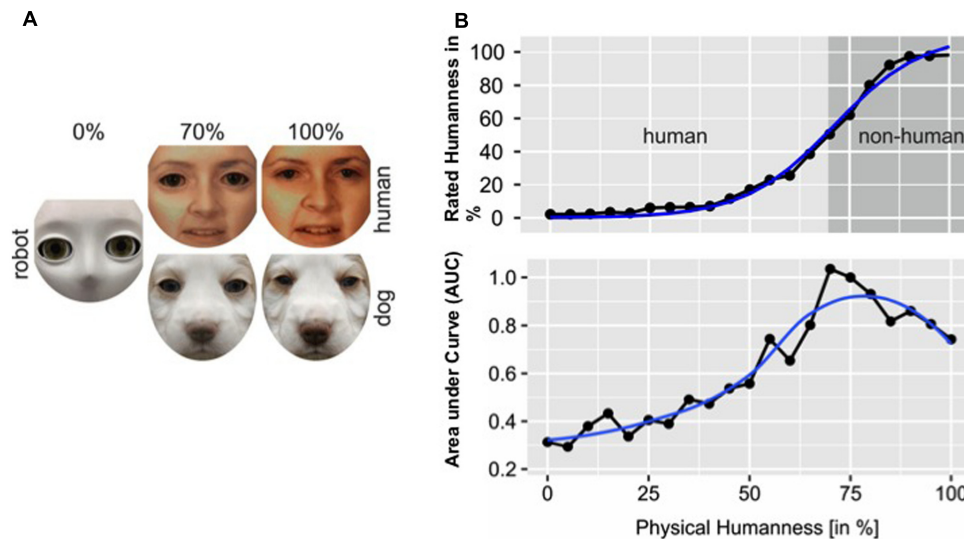 A
0%
70%
100%
robot
human
dog
B
Rated Humanness in
%
100
80
60
40
20
0
human
non-human
Area under Curve (AUC)
1.0
0.8
0.6
0.4
0.2
0
25
50
75
100
Physical Humanness [in %]